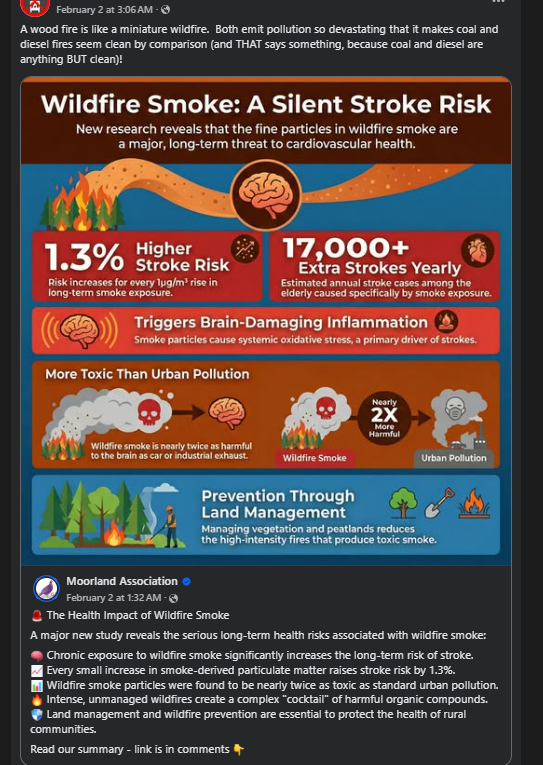 February 2 at 3:06 AM ·
A wood fire is like a miniature wildfire. Both emit pollution so devastating that it makes coal and
diesel fires seem clean by comparison (and THAT says something, because coal and diesel are
anything BUT clean)!
Wildfire Smoke: A Silent Stroke Risk
New research reveals that the fine particles in wildfire smoke are
a major, long-term threat to cardiovascular health.
1.3% Higher
Stroke Risk
Risk increases for every 1µg/m³ rise in
long-term smoke exposure.
17,000+
Extra Strokes Yearly
Estimated annual stroke cases among the
elderly caused specifically by smoke exposure.
Triggers Brain-Damaging Inflammation
Smoke particles cause systemic oxidative stress, a primary driver of strokes.
More Toxic Than Urban Pollution
Wildfire smoke is nearly twice as harmful
to the brain as car or industrial exhaust.
Nearly
2X
More
Harmful
Wildfire Smoke
Urban Pollution
Prevention Through
Land Management
Managing vegetation and peatlands reduces
the high-intensity fires that produce toxic smoke.
Moorland Association
February 2 at 1:32 AM ·
🚨 The Health Impact of Wildfire Smoke
A major new study reveals the serious long-term health risks associated with wildfire smoke:
🧠 Chronic exposure to wildfire smoke significantly increases the long-term risk of stroke.
📈 Every small increase in smoke-derived particulate matter raises stroke risk by 1.3%.
📊 Wildfire smoke particles were found to be nearly twice as toxic as standard urban pollution.
🔥 Intense, unmanaged wildfires create a complex "cocktail" of harmful organic compounds.
🛡️ Land management and wildfire prevention are essential to protect the health of rural
communities.
Read our summary - link is in comments 👇